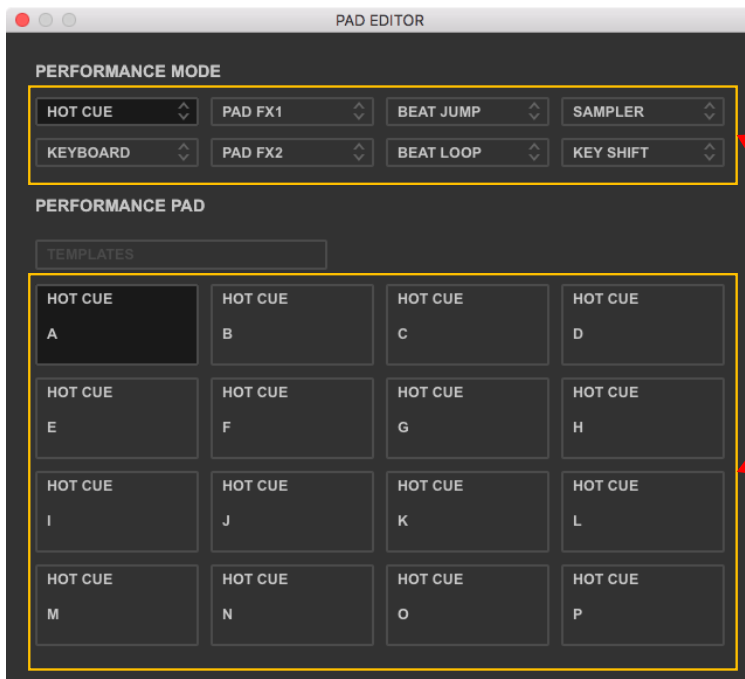 PAD EDITOR
PERFORMANCE MODE
HOT CUE PAD FX1 BEAT JUMP SAMPLER
KEYBOARD PAD FX2 BEAT LOOP KEY SHIFT
PERFORMANCE PAD
TEMPLATES
HOT CUE HOT CUE HOT CUE HOT CUE
A B C D
HOT CUE HOT CUE HOT CUE HOT CUE
E F G H
HOT CUE HOT CUE HOT CUE HOT CUE
I J K L
HOT CUE HOT CUE HOT CUE HOT CUE
M N O P